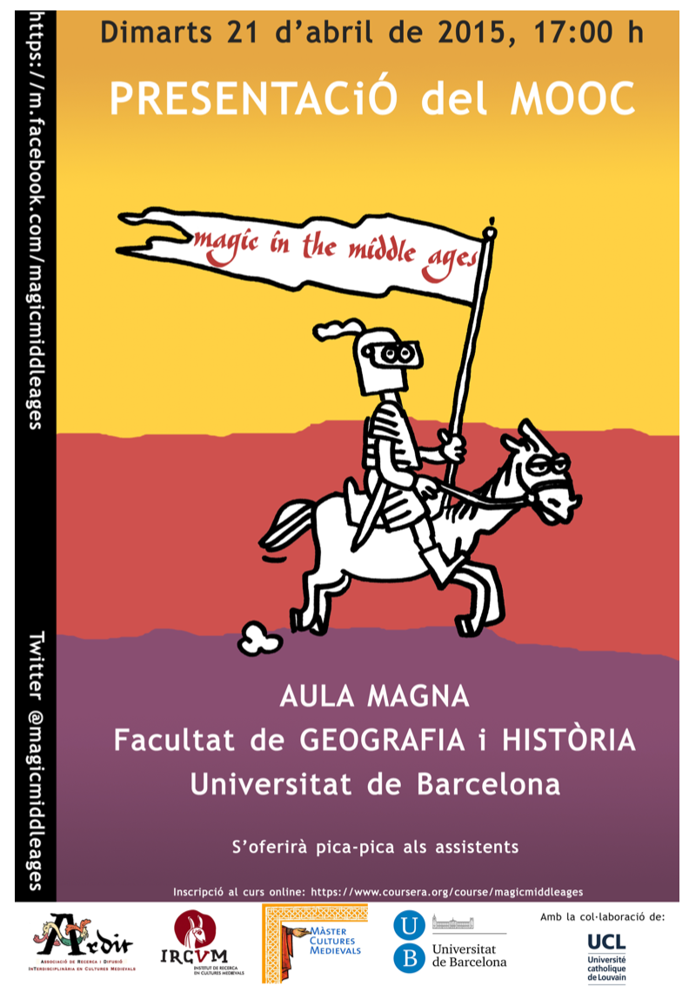 Dimarts 21 d’abril de 2015, 17:00 h
PRESENTACiÓ del MOOC
https://m.facebook.com/magicmiddleages
Twitter @magicmiddleages
magic in the middle ages
AULA MAGNA
Facultat de GEOGRAFIA i HISTÒRIA
Universitat de Barcelona
S’oferirà pica-pica als assistents
Inscripció al curs online: https://www.coursera.org/course/magicmiddleages
Ardit
Associació de Recerca i Difusió
Interdisciplinària en Cultures Medievals
IRCVM
INSTITUT DE RECERCA
EN CULTURES MEDIEVALS
Màster
Cultures
Medievals
U
B
Universitat
de Barcelona
Amb la col·laboració de:
UCL
Université
catholique
de Louvain